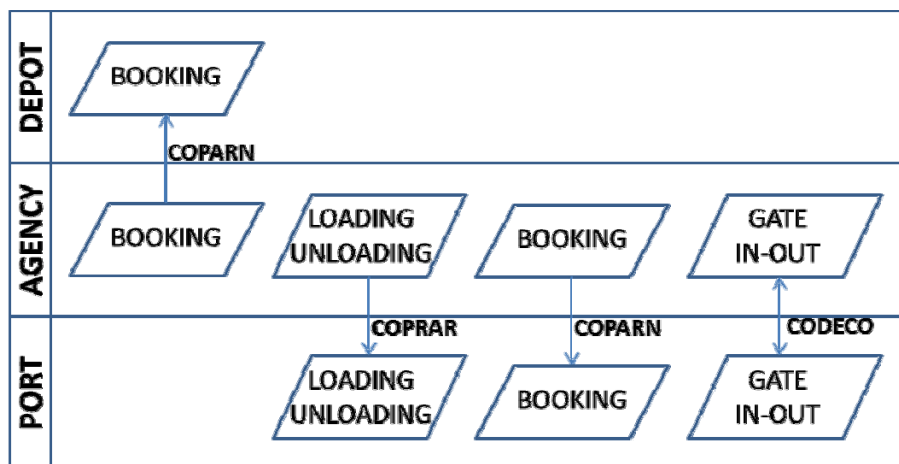 DEPOT
BOOKING
COPARN
AGENCY
BOOKING
LOADING
UNLOADING
BOOKING
GATE
IN-OUT
COPRAR
COPARN
CODECO
PORT
LOADING
UNLOADING
BOOKING
GATE
IN-OUT